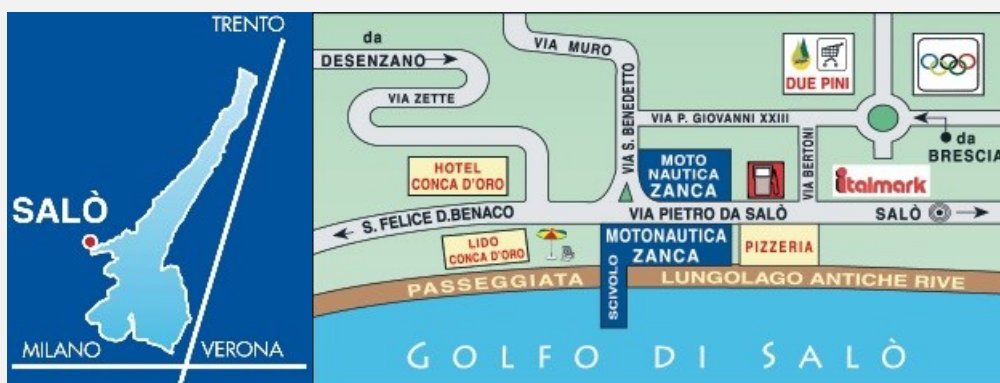 TRENTO
SALÒ
MILANO
VERONA
da
DESENZANO
VIA ZETTE
VIA MURO
VIA S. BENEDETTO
DUE PINI
VIA P. GIOVANNI XXIII
da
BRESCIA
VIA BERTONI
italmark
HOTEL
CONCA D'ORO
MOTO
NAUTICA
ZANCA
S. FELICE D.BENACO
VIA PIETRO DA SALÒ
SALÒ
LIDO
CONCA D'ORO
MOTONAUTICA
ZANCA
PIZZERIA
SCIVOLO
PASSEGGIATA
LUNGOLAGO ANTICHE RIVE
GOLFO DI SALÒ